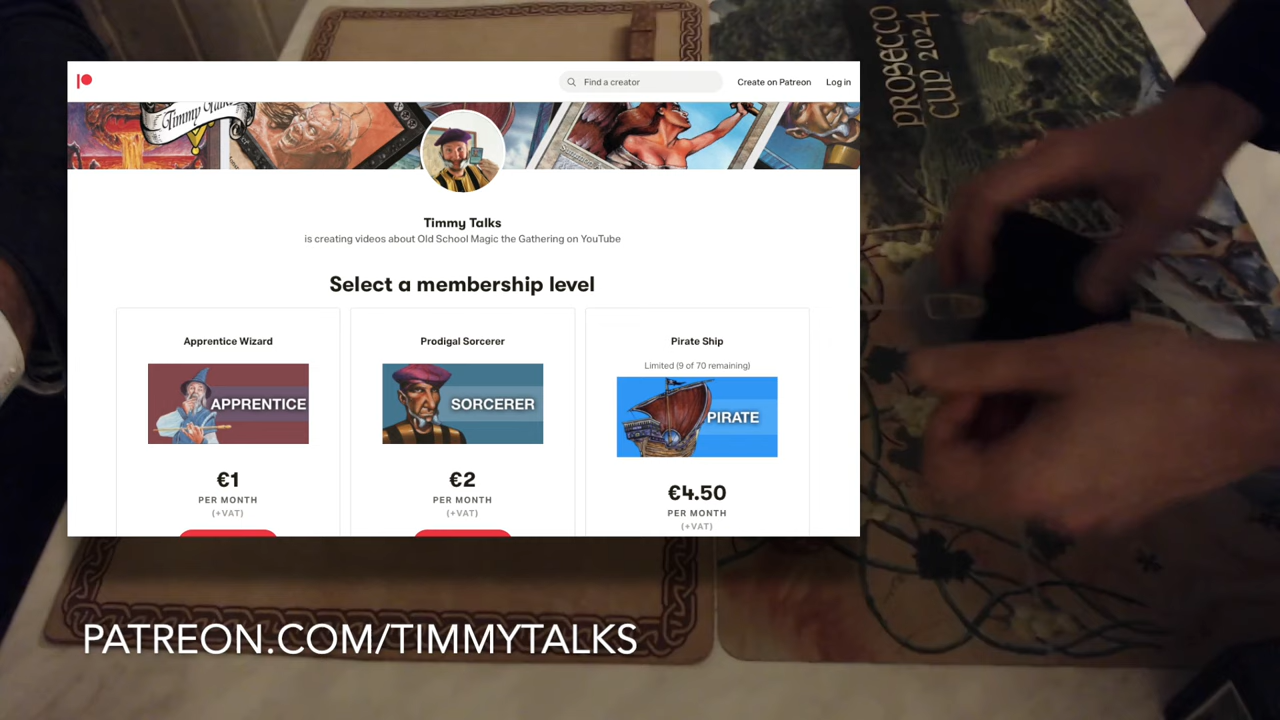 Find a creator
Create on Patreon
Log in
Timmy Talks
PROSECCO
CUP 2024
Timmy Talks
is creating videos about Old School Magic the Gathering on YouTube
Select a membership level
Apprentice Wizard
APPRENTICE
€1
PER MONTH
(+VAT)
Prodigal Sorcerer
SORCERER
€2
PER MONTH
(+VAT)
Pirate Ship
Limited (9 of 70 remaining)
PIRATE
€4.50
PER MONTH
(+VAT)
PATREON.COM/TIMMYTALKS